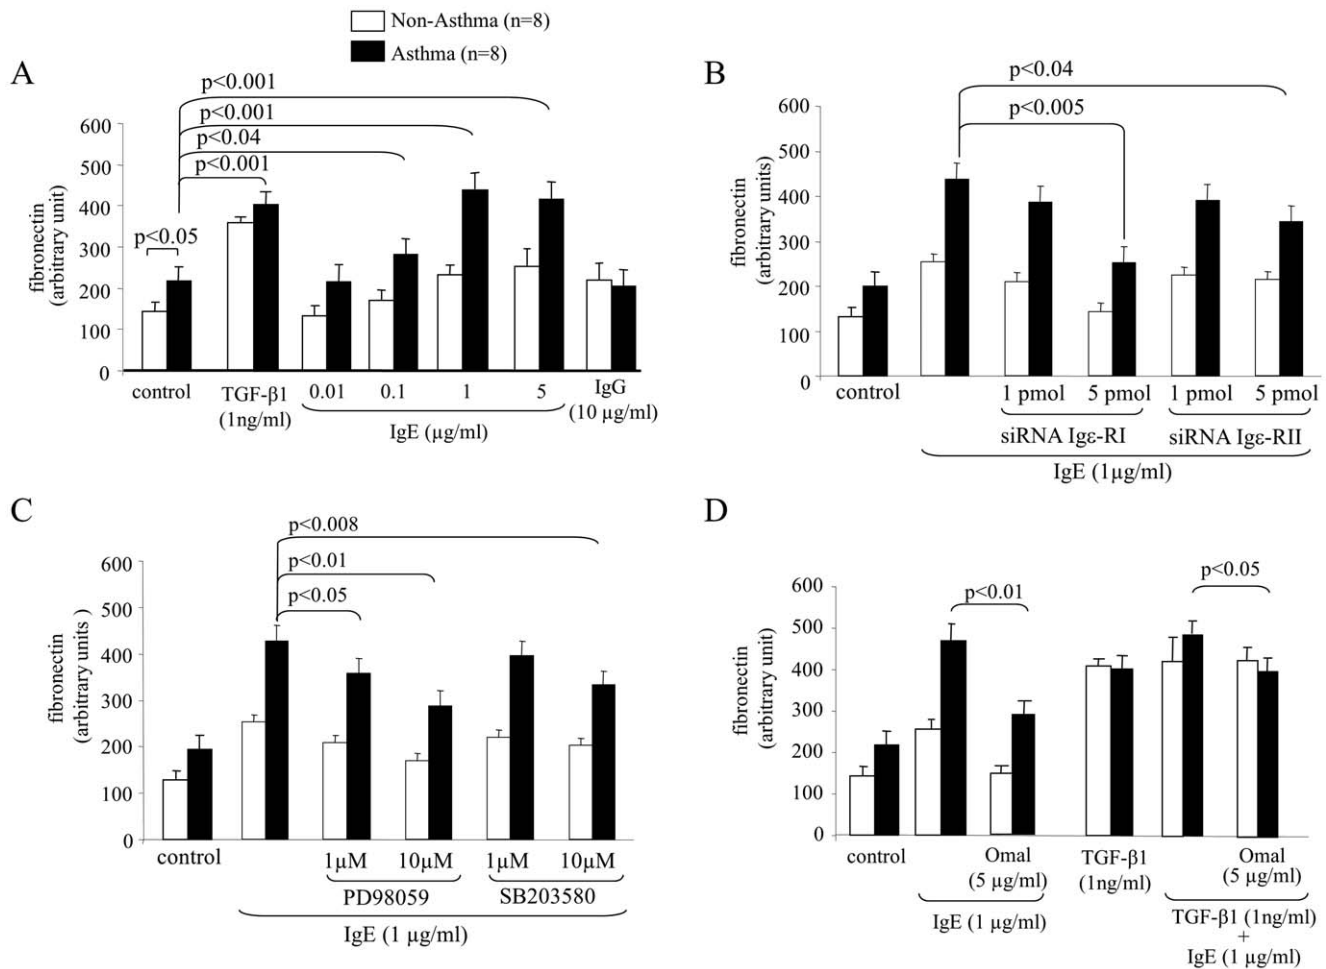 Non-Asthma (n=8)
Asthma (n=8)
A
p<0.001
p<0.001
p<0.04
p<0.001
p<0.05
fibronectin
(arbitrary unit)
600
500
400
300
200
100
0
control
TGF-β1
(1ng/ml)
0.01 0.1 1 5
IgE (µg/ml)
IgG
(10 µg/ml)
B
p<0.04
p<0.005
fibronectin
(arbitrary units)
600
500
400
300
200
100
0
control
1 pmol 5 pmol 1 pmol 5 pmol
siRNA Igε-RI siRNA Igε-RII
IgE (1µg/ml)
C
p<0.008
p<0.01
p<0.05
fibronectin
(arbitrary units )
600
500
400
300
200
100
0
control
1µM 10µM 1µM 10µM
PD98059 SB203580
IgE (1 µg/ml)
D
p<0.05
p<0.01
fibronectin
(arbitrary unit)
600
500
400
300
200
100
0
control
Omal
(5 µg/ml)
IgE (1 µg/ml)
TGF-β1
(1ng/ml)
Omal
(5 µg/ml)
TGF-β1 (1ng/ml)
+
IgE (1 µg/ml)